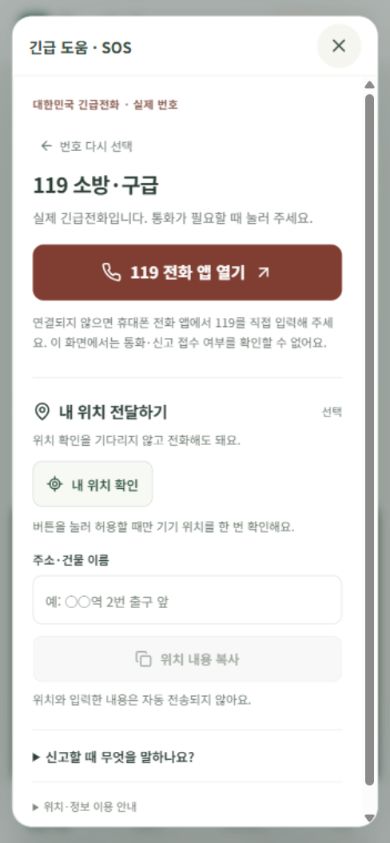 긴급 도움 · SOS
대한민국 긴급전화 · 실제 번호
← 번호 다시 선택
119 소방·구급
실제 긴급전화입니다. 통화가 필요할 때 눌러 주세요.
119 전화 앱 열기 ↗
연결되지 않으면 휴대폰 전화 앱에서 119를 직접 입력해 주세
요. 이 화면에서는 통화·신고 접수 여부를 확인할 수 없어요.
내 위치 전달하기 선택
위치 확인을 기다리지 않고 전화해도 돼요.
내 위치 확인
버튼을 눌러 허용할 때만 기기 위치를 한 번 확인해요.
주소·건물 이름
예: ○○역 2번 출구 앞
위치 내용 복사
위치와 입력한 내용은 자동 전송되지 않아요.
▶ 신고할 때 무엇을 말하나요?
▶ 위치·정보 이용 안내